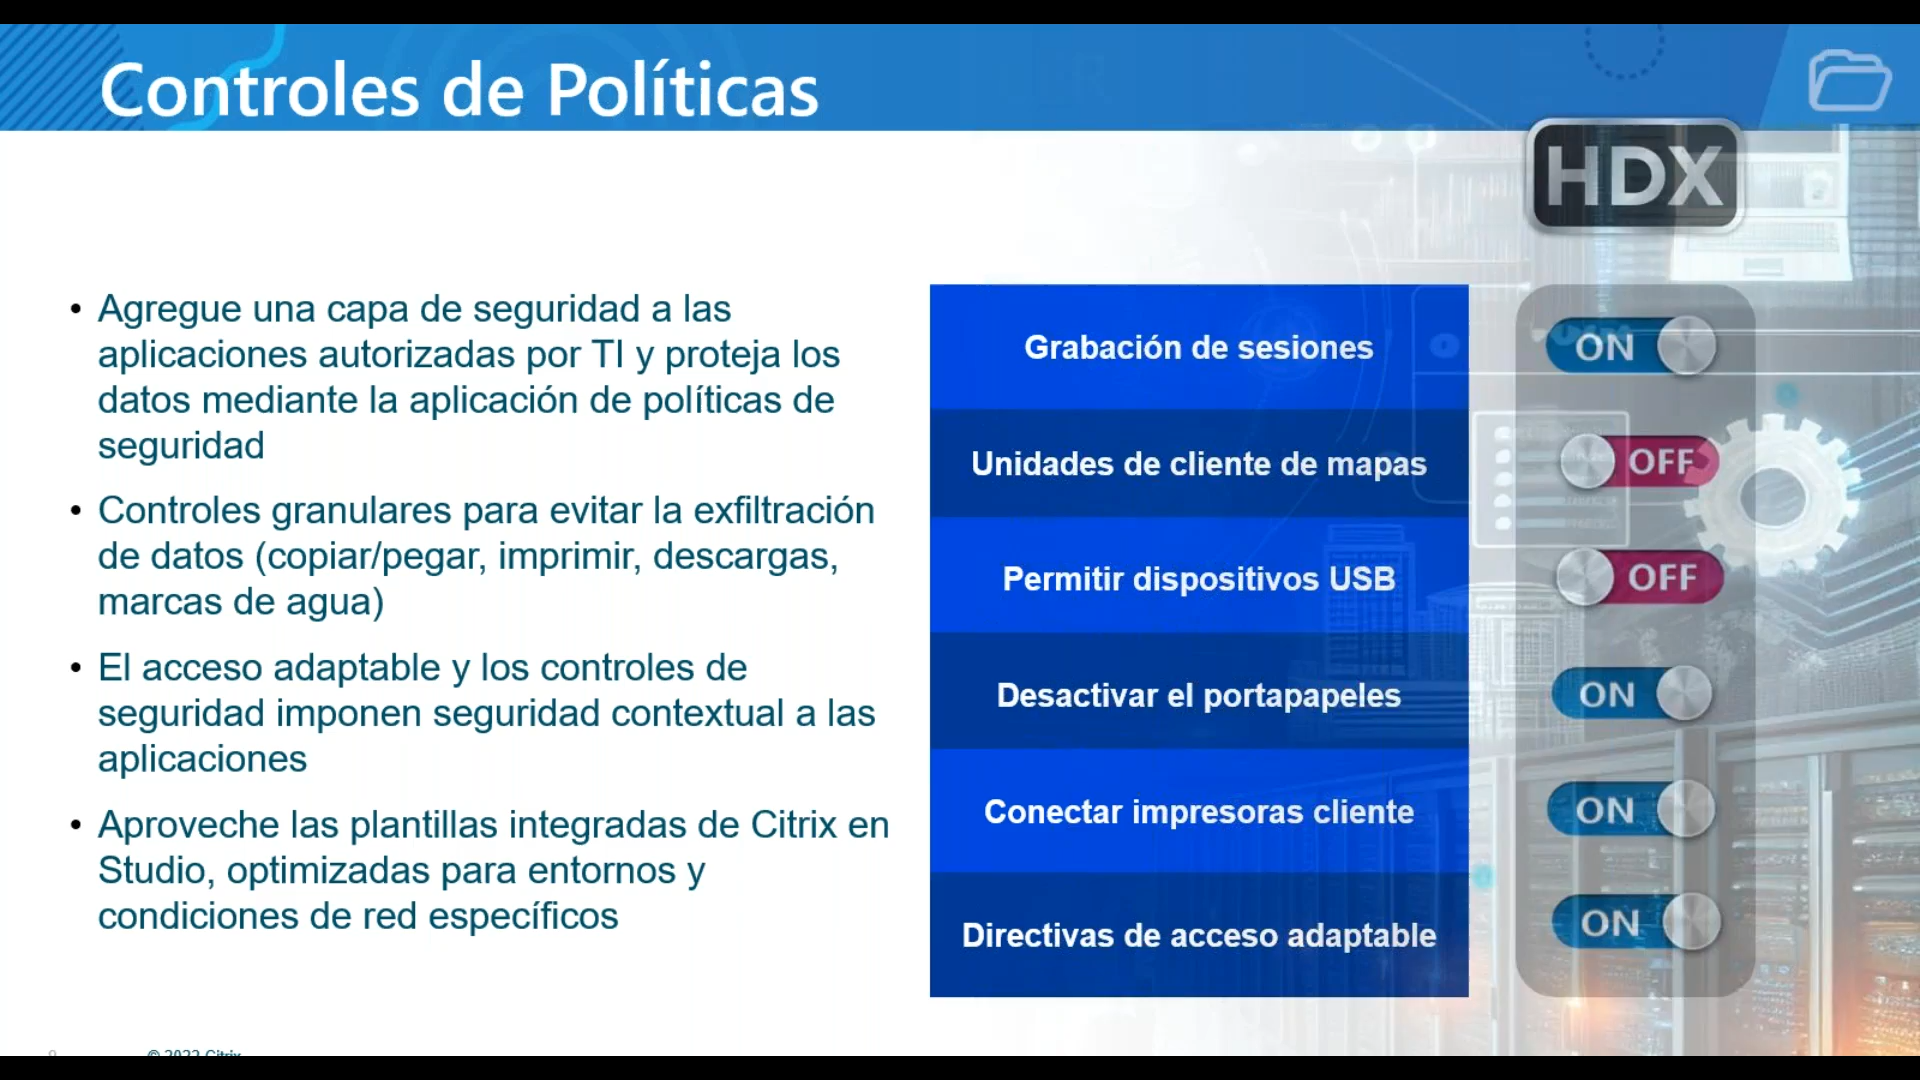 Controles de Políticas
HDX
• Agregue una capa de seguridad a las
aplicaciones autorizadas por TI y proteja los
datos mediante la aplicación de políticas de
seguridad
• Controles granulares para evitar la exfiltración
de datos (copiar/pegar, imprimir, descargas,
marcas de agua)
• El acceso adaptable y los controles de
seguridad imponen seguridad contextual a las
aplicaciones
• Aproveche las plantillas integradas de Citrix en
Studio, optimizadas para entornos y
condiciones de red específicos
Grabación de sesiones
ON
Unidades de cliente de mapas
OFF
Permitir dispositivos USB
OFF
Desactivar el portapapeles
ON
Conectar impresoras cliente
ON
Directivas de acceso adaptable
ON
© 2022 Citrix